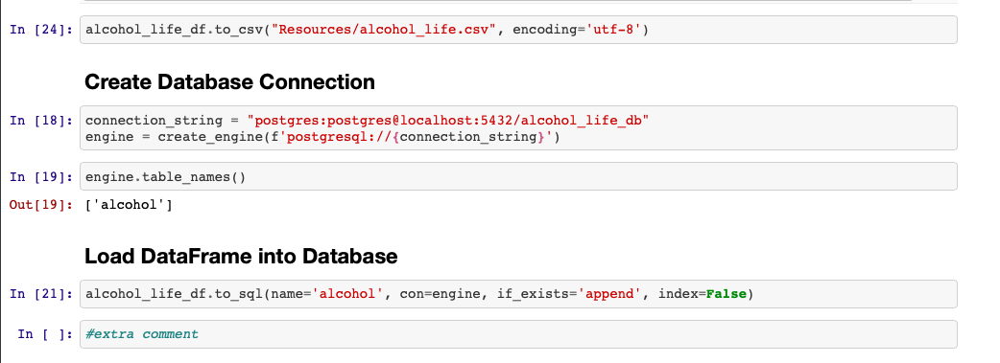 In [24]: alcohol_life_df.to_csv("Resources/alcohol_life.csv", encoding='utf-8')
Create Database Connection
In [18]: connection_string = "postgres:postgres@localhost:5432/alcohol_life_db"
engine = create_engine(f'postgresql://{connection_string}')
In [19]: engine.table_names()
Out[19]: ['alcohol']
Load DataFrame into Database
In [21]: alcohol_life_df.to_sql(name='alcohol', con=engine, if_exists='append', index=False)
In [ ]: #extra comment